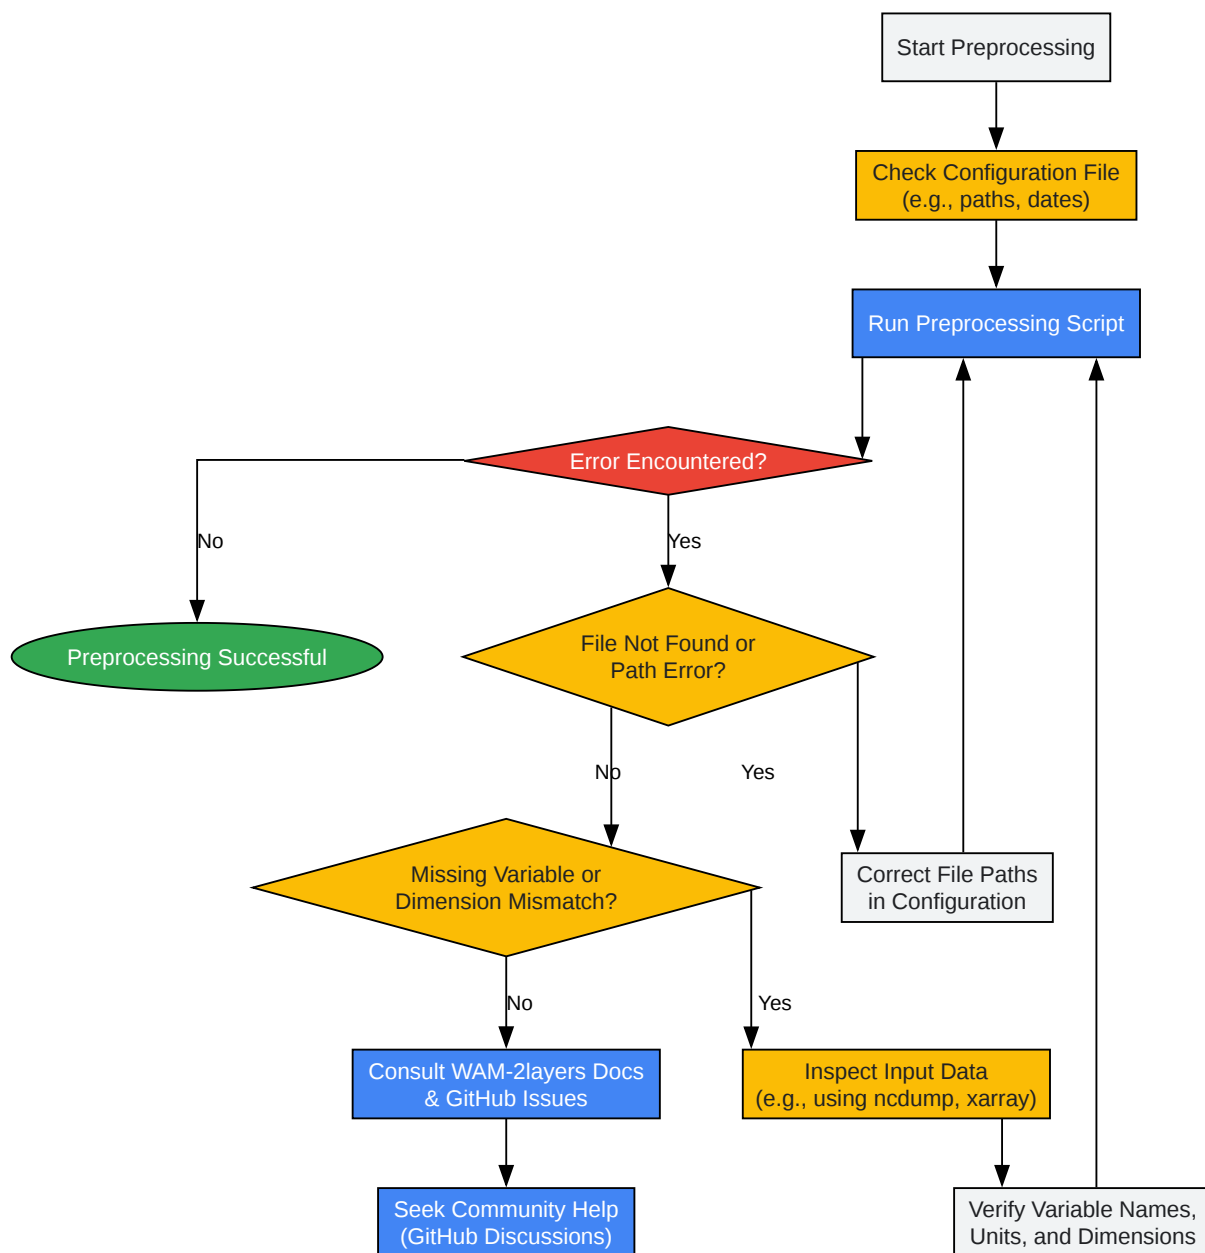 Start Preprocessing
Check Configuration File
(e.g., paths, dates)
Run Preprocessing Script
Error Encountered?
No
Yes
Preprocessing Successful
File Not Found or
Path Error?
No
Yes
Missing Variable or
Dimension Mismatch?
Correct File Paths
in Configuration
No
Yes
Consult WAM-2layers Docs
& GitHub Issues
Inspect Input Data
(e.g., using ncdump, xarray)
Seek Community Help
(GitHub Discussions)
Verify Variable Names,
Units, and Dimensions